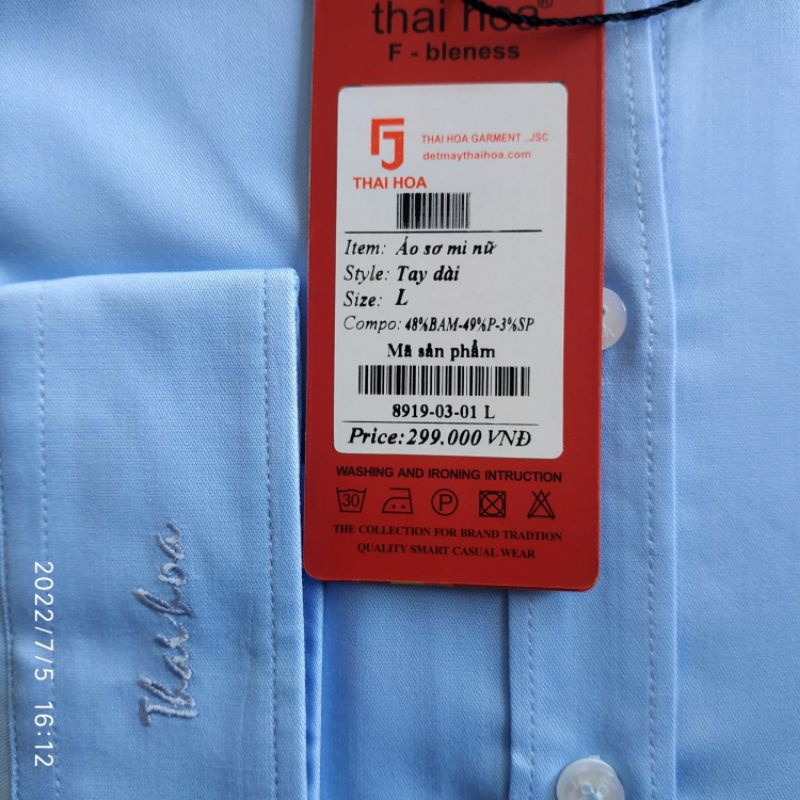 thai hoa®
F - bleness
THAI HOA GARMENT .,JSC
detmaythaihoa.com
THAI HOA
Item: Áo sơ mi nữ
Style: Tay dài
Size: L
Compo: 48%BAM-49%P-3%SP
Mã sản phẩm
8919-03-01 L
Price:299.000 VNĐ
WASHING AND IRONING INTRUCTION
30 P
THE COLLECTION FOR BRAND TRADTION
QUALITY SMART CASUAL WEAR
Thaihoa
2022/7/5 16:12